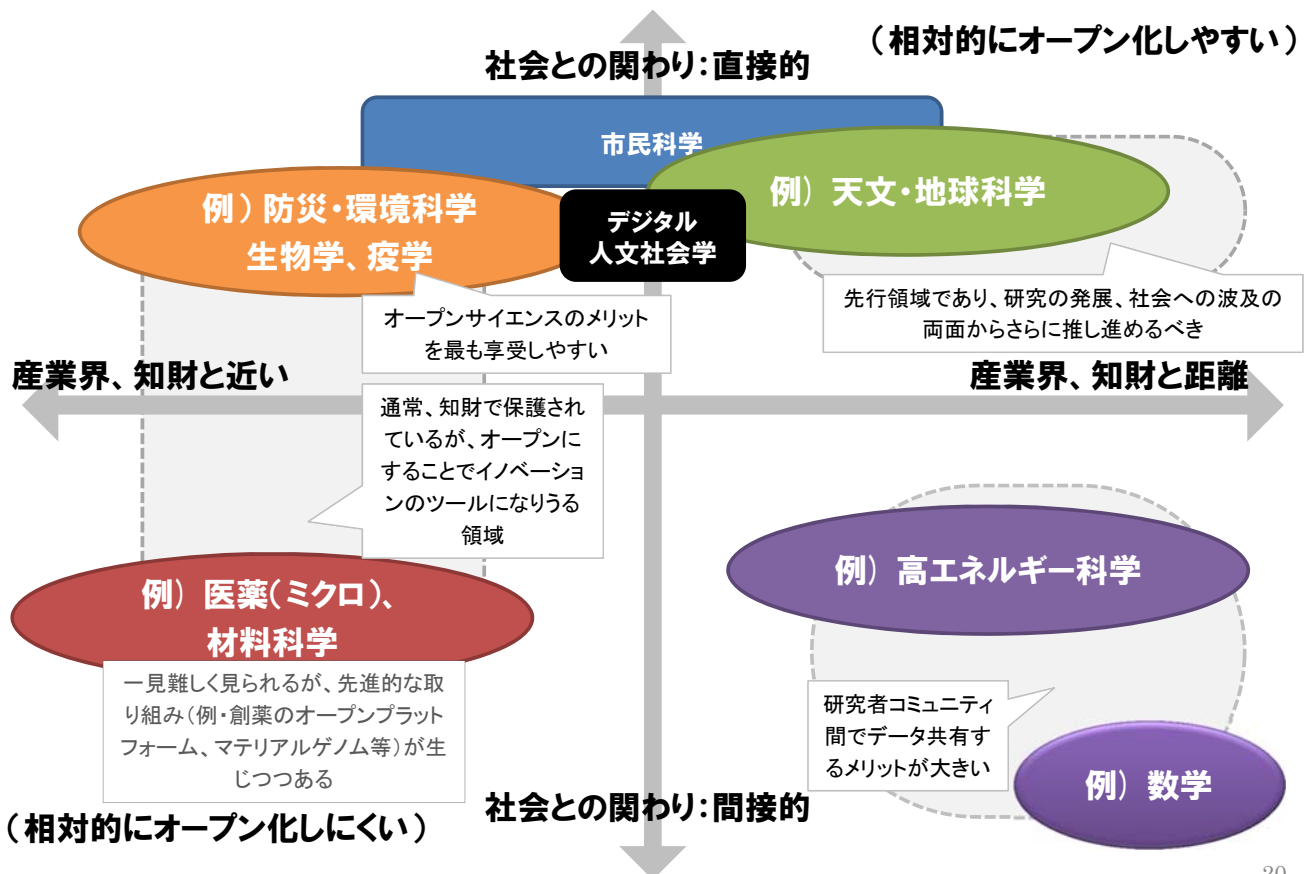 (相対的にオープン化しやすい)
社会との関わり:直接的
市民科学
例)防災・環境科学
生物学、疫学
デジタル
人文社会学
例) 天文・地球科学
オープンサイエンスのメリット
を最も享受しやすい
先行領域であり、研究の発展、社会への波及の
両面からさらに推し進めるべき
産業界、知財と近い
産業界、知財と距離
通常、知財で保護され
ているが、オープンに
することでイノベーショ
ンのツールになりうる
領域
例) 医薬(ミクロ)、
材料科学
一見難しく見られるが、先進的な取
り組み(例・創薬のオープンプラット
フォーム、マテリアルゲノム等)が生
じつつある
例) 高エネルギー科学
研究者コミュニティ
間でデータ共有す
るメリットが大きい
例) 数学
社会との関わり:間接的
(相対的にオープン化しにくい)
20